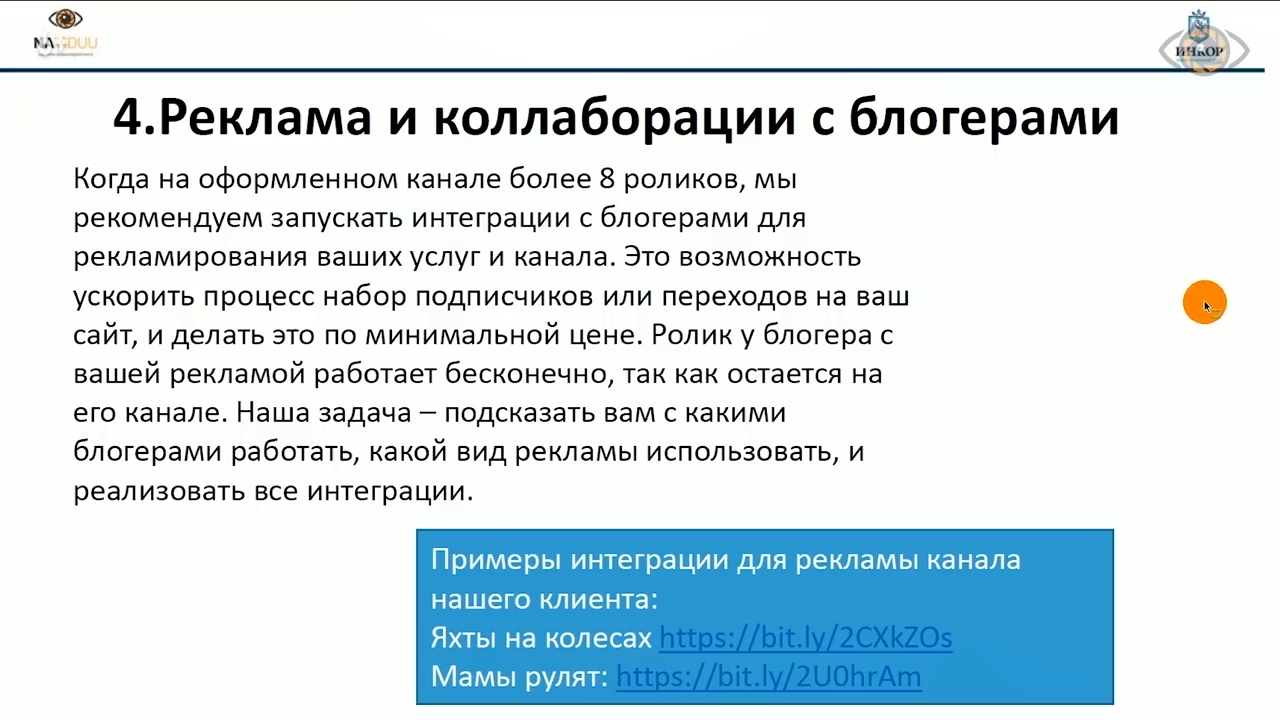 ИНКОР
4.Реклама и коллаборации с блогерами
Когда на оформленном канале более 8 роликов, мы
рекомендуем запускать интеграции с блогерами для
рекламирования ваших услуг и канала. Это возможность
ускорить процесс набор подписчиков или переходов на ваш
сайт, и делать это по минимальной цене. Ролик у блогера с
вашей рекламой работает бесконечно, так как остается на
его канале. Наша задача – подсказать вам с какими
блогерами работать, какой вид рекламы использовать, и
реализовать все интеграции.
Примеры интеграции для рекламы канала
нашего клиента:
Яхты на колесах https://bit.ly/2CXkZOs
Мамы рулят: https://bit.ly/2U0hrAm